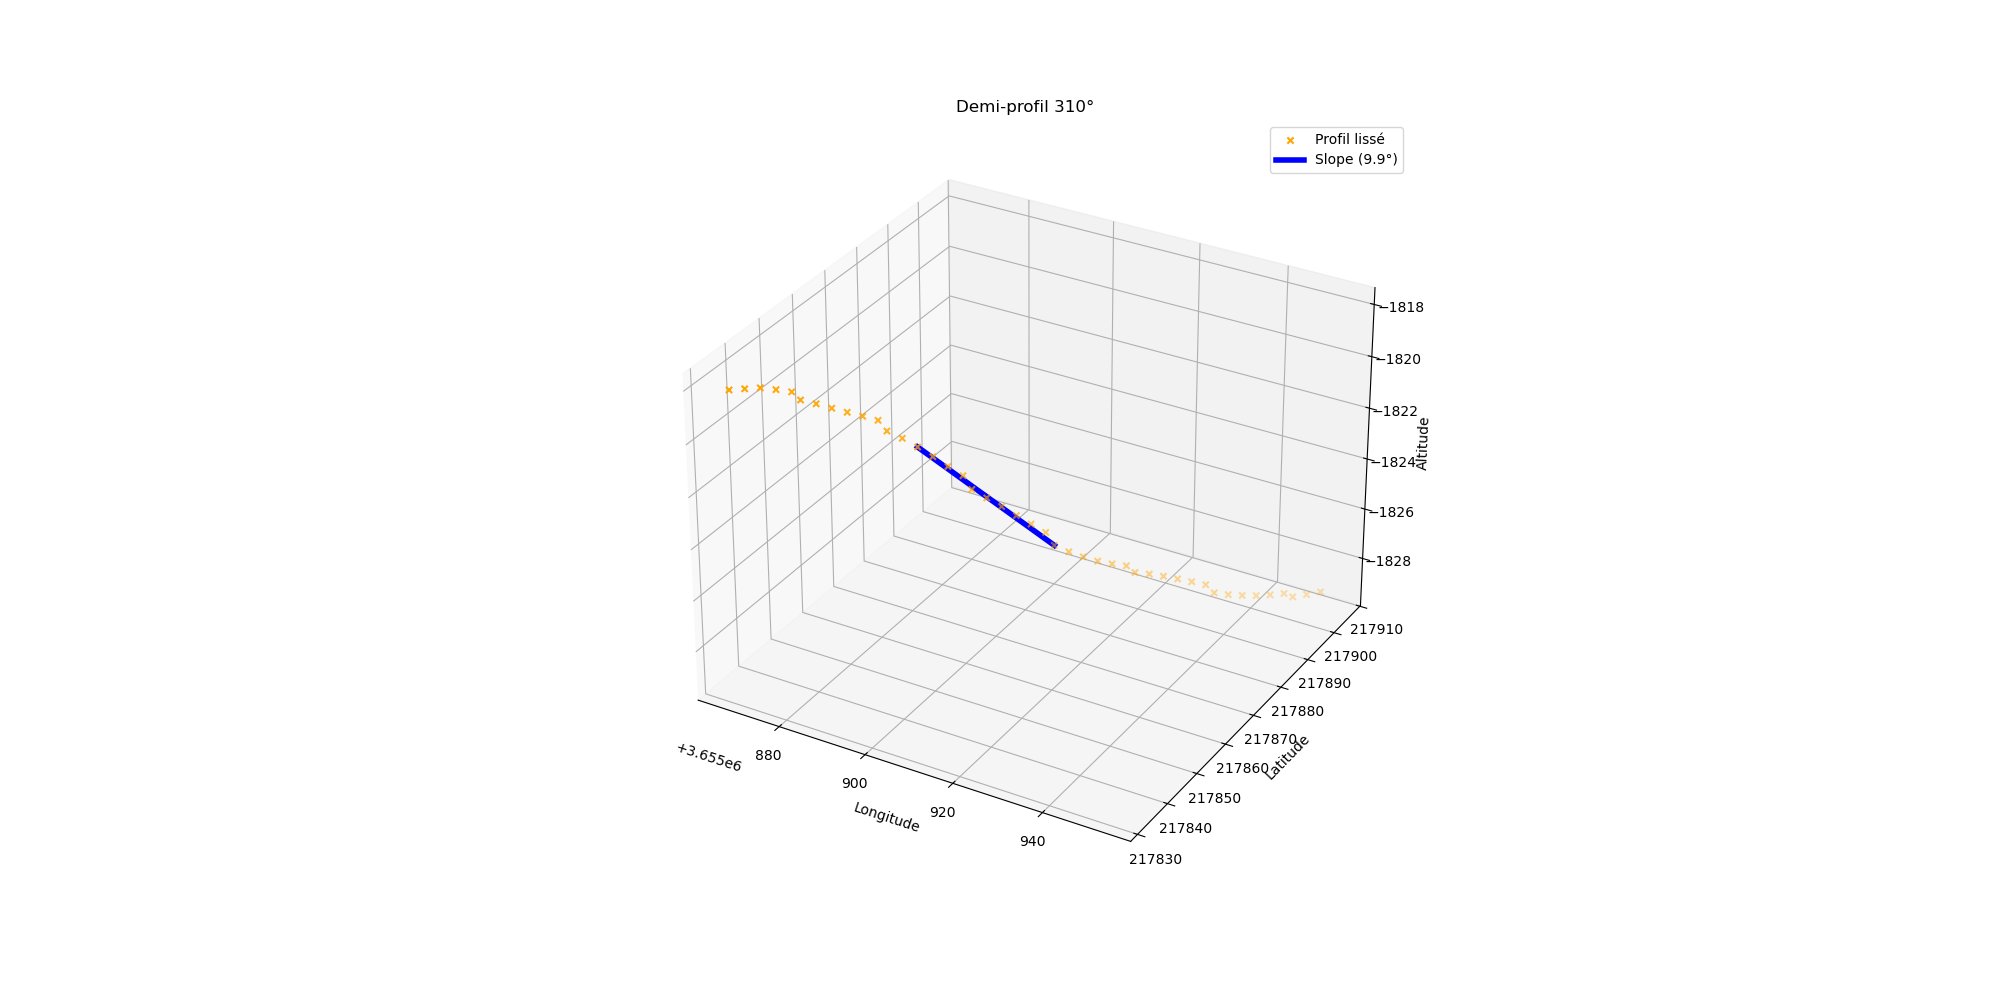 Demi-profil 310°
Profil lissé
Slope (9.9°)
−1818
−1820
−1822
−1824
−1826
−1828
Altitude
217910
217900
217890
217880
217870
217860
217850
217840
217830
Latitude
+3.655e6
880
900
920
940
Longitude